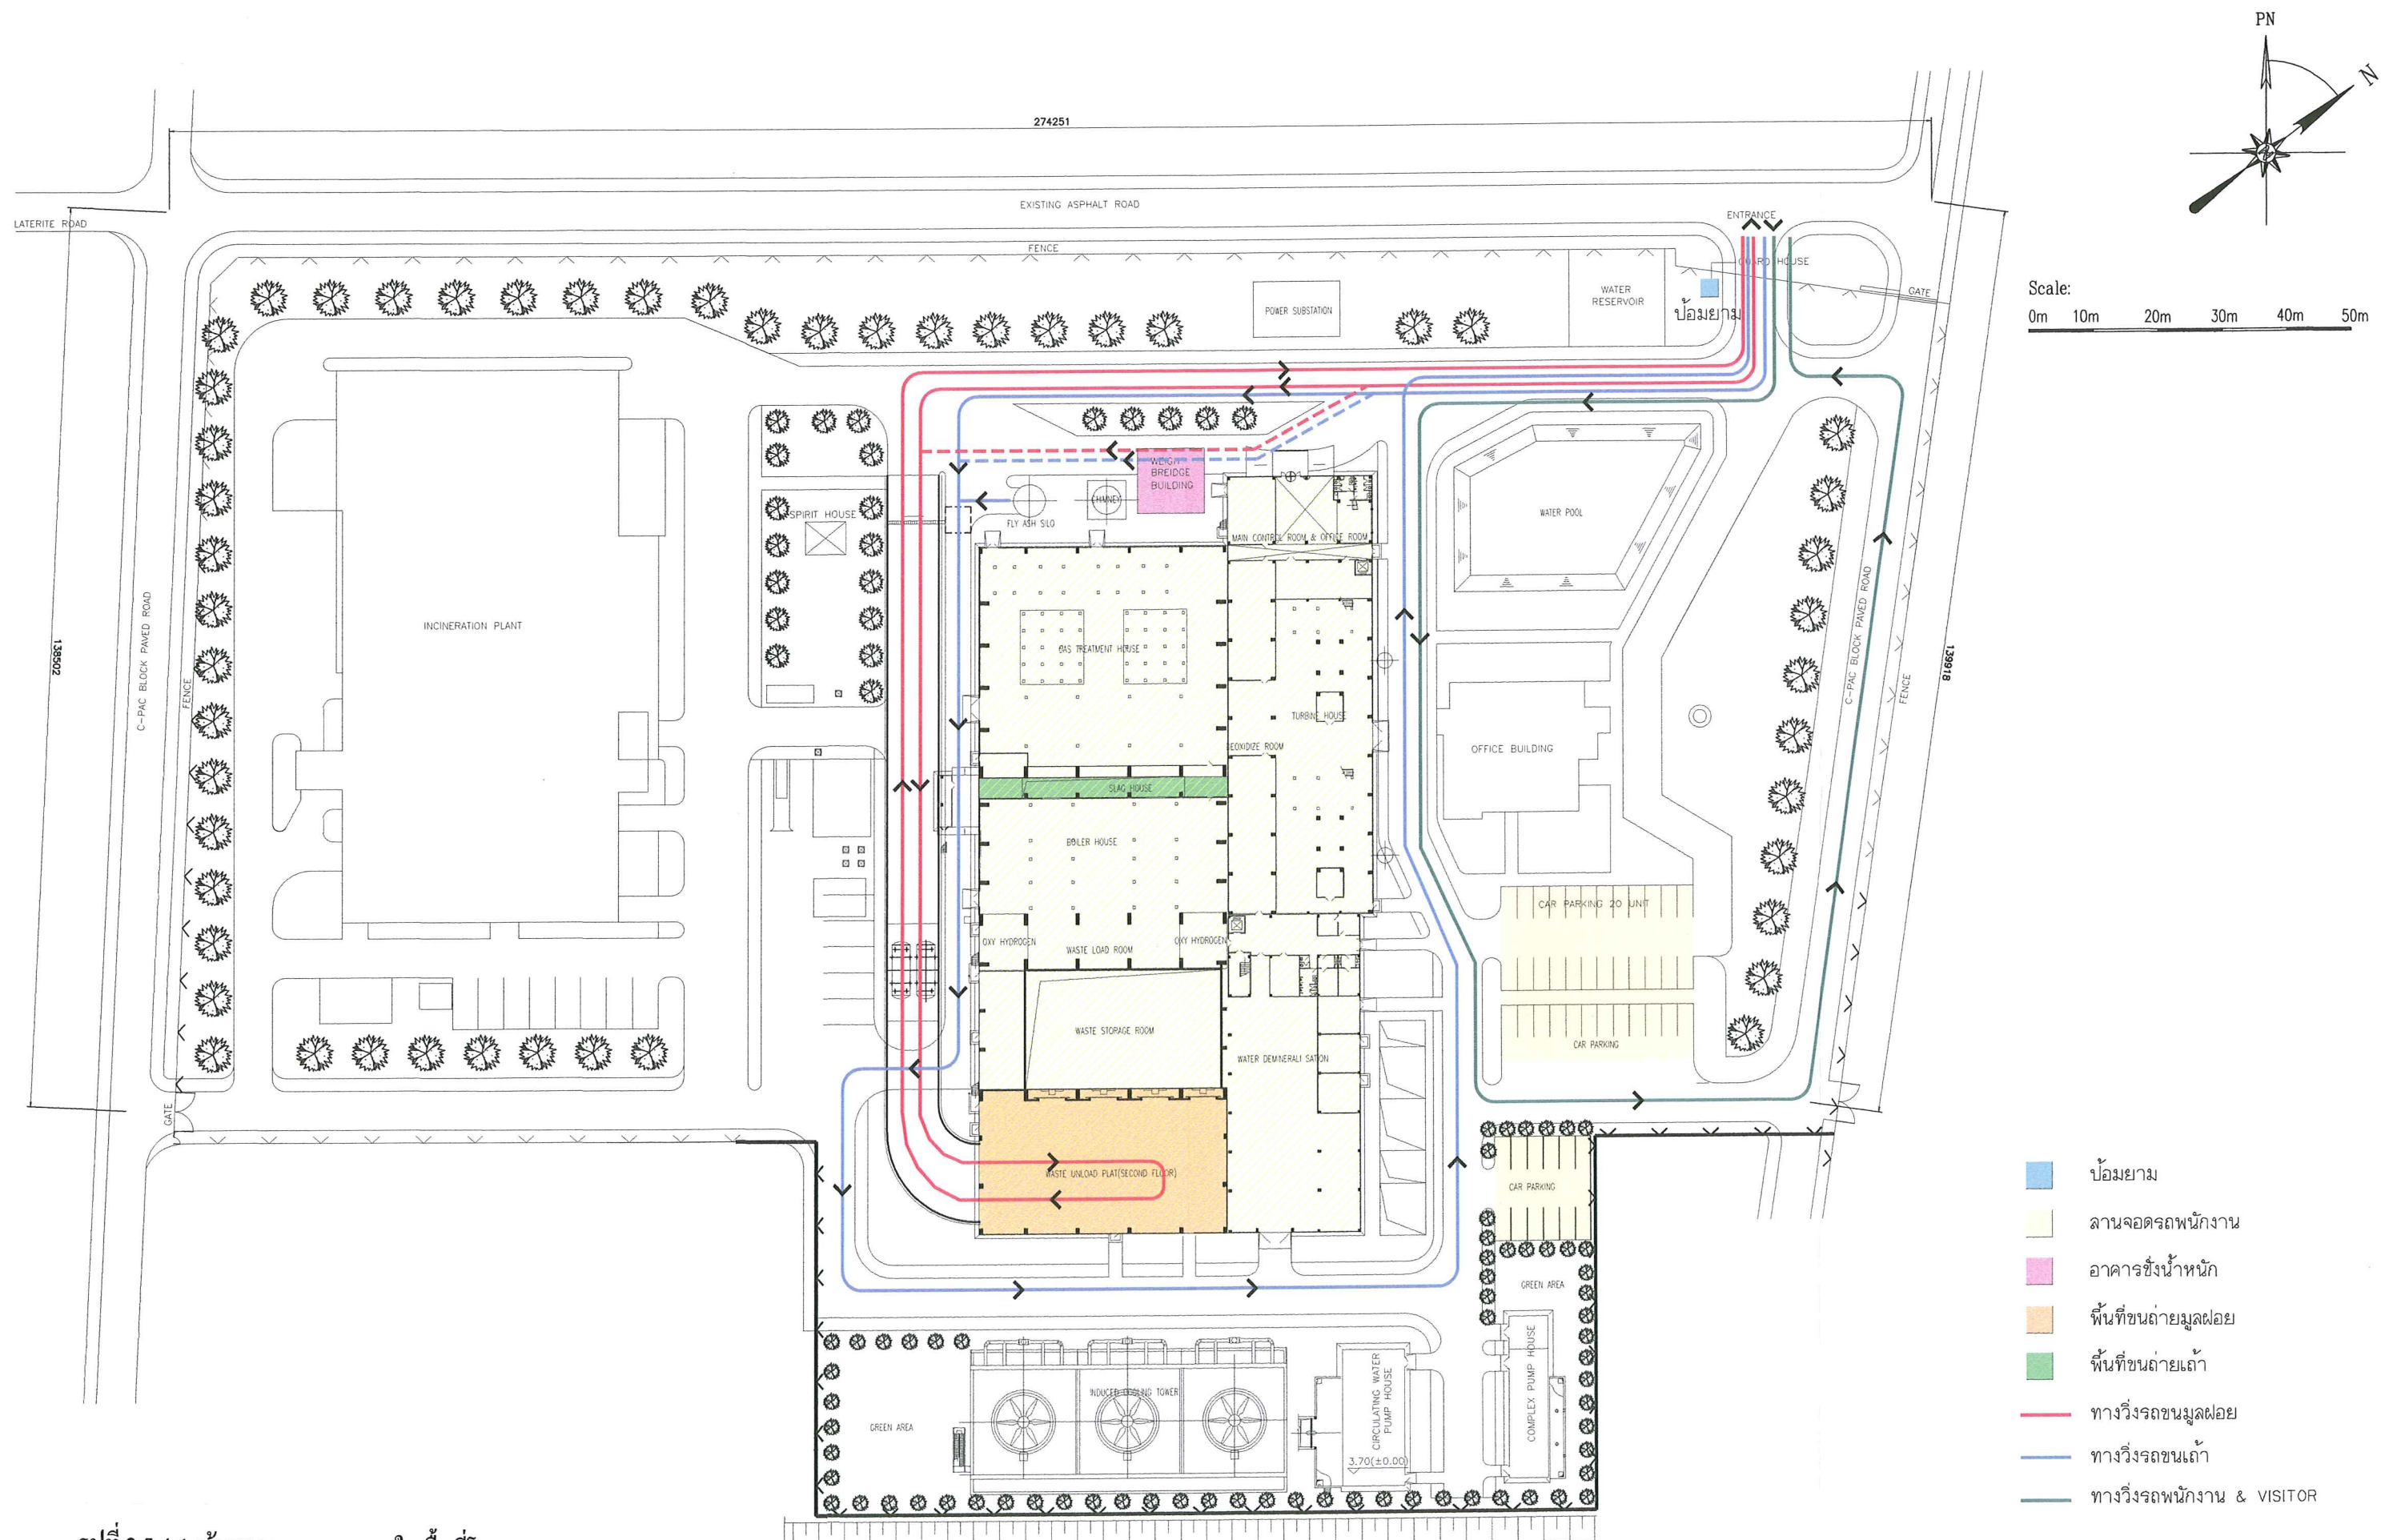 PN
N
274251
EXISTING ASPHALT ROAD
LATERITE ROAD
ENTRANCE
FENCE
GUARD HOUSE
GATE
WATER
RESERVOIR
POWER SUBSTATION
ป้อมยาม
Scale:
0m 10m 20m 30m 40m 50m
WEIGH
BREIDGE
BUILDING
CHIMNEY
SPIRIT HOUSE
FLY ASH SILO
WATER POOL
MAIN CONTROL ROOM & OFFICE ROOM
INCINERATION PLANT
138502
C-PAC BLOCK PAVED ROAD
FENCE
GAS TREATMENT HOUSE
TURBINE HOUSE
DEOXIDIZE ROOM
OFFICE BUILDING
C-PAC BLOCK PAVED ROAD
FENCE
139918
SLAG HOUSE
BOILER HOUSE
CAR PARKING 20 UNIT
OXY HYDROGEN
WASTE LOAD ROOM
OXY HYDROGEN
WASTE STORAGE ROOM
CAR PARKING
WATER DEMINERALI SATION
GATE
WASTE UNLOAD PLAT(SECOND FLOOR)
CAR PARKING
GREEN AREA
INDUCED COOLING TOWER
GREEN AREA
CIRCULATING WATER
PUMP HOUSE
3.70(±0.00)
COMPLEX PUMP HOUSE
ป้อมยาม
ลานจอดรถพนักงาน
อาคารชั่งน้ำหนัก
พื้นที่ขนถ่ายมูลฝอย
พื้นที่ขนถ่ายเถ้า
ทางวิ่งรถขนมูลฝอย
ทางวิ่งรถขนเถ้า
ทางวิ่งรถพนักงาน & VISITOR